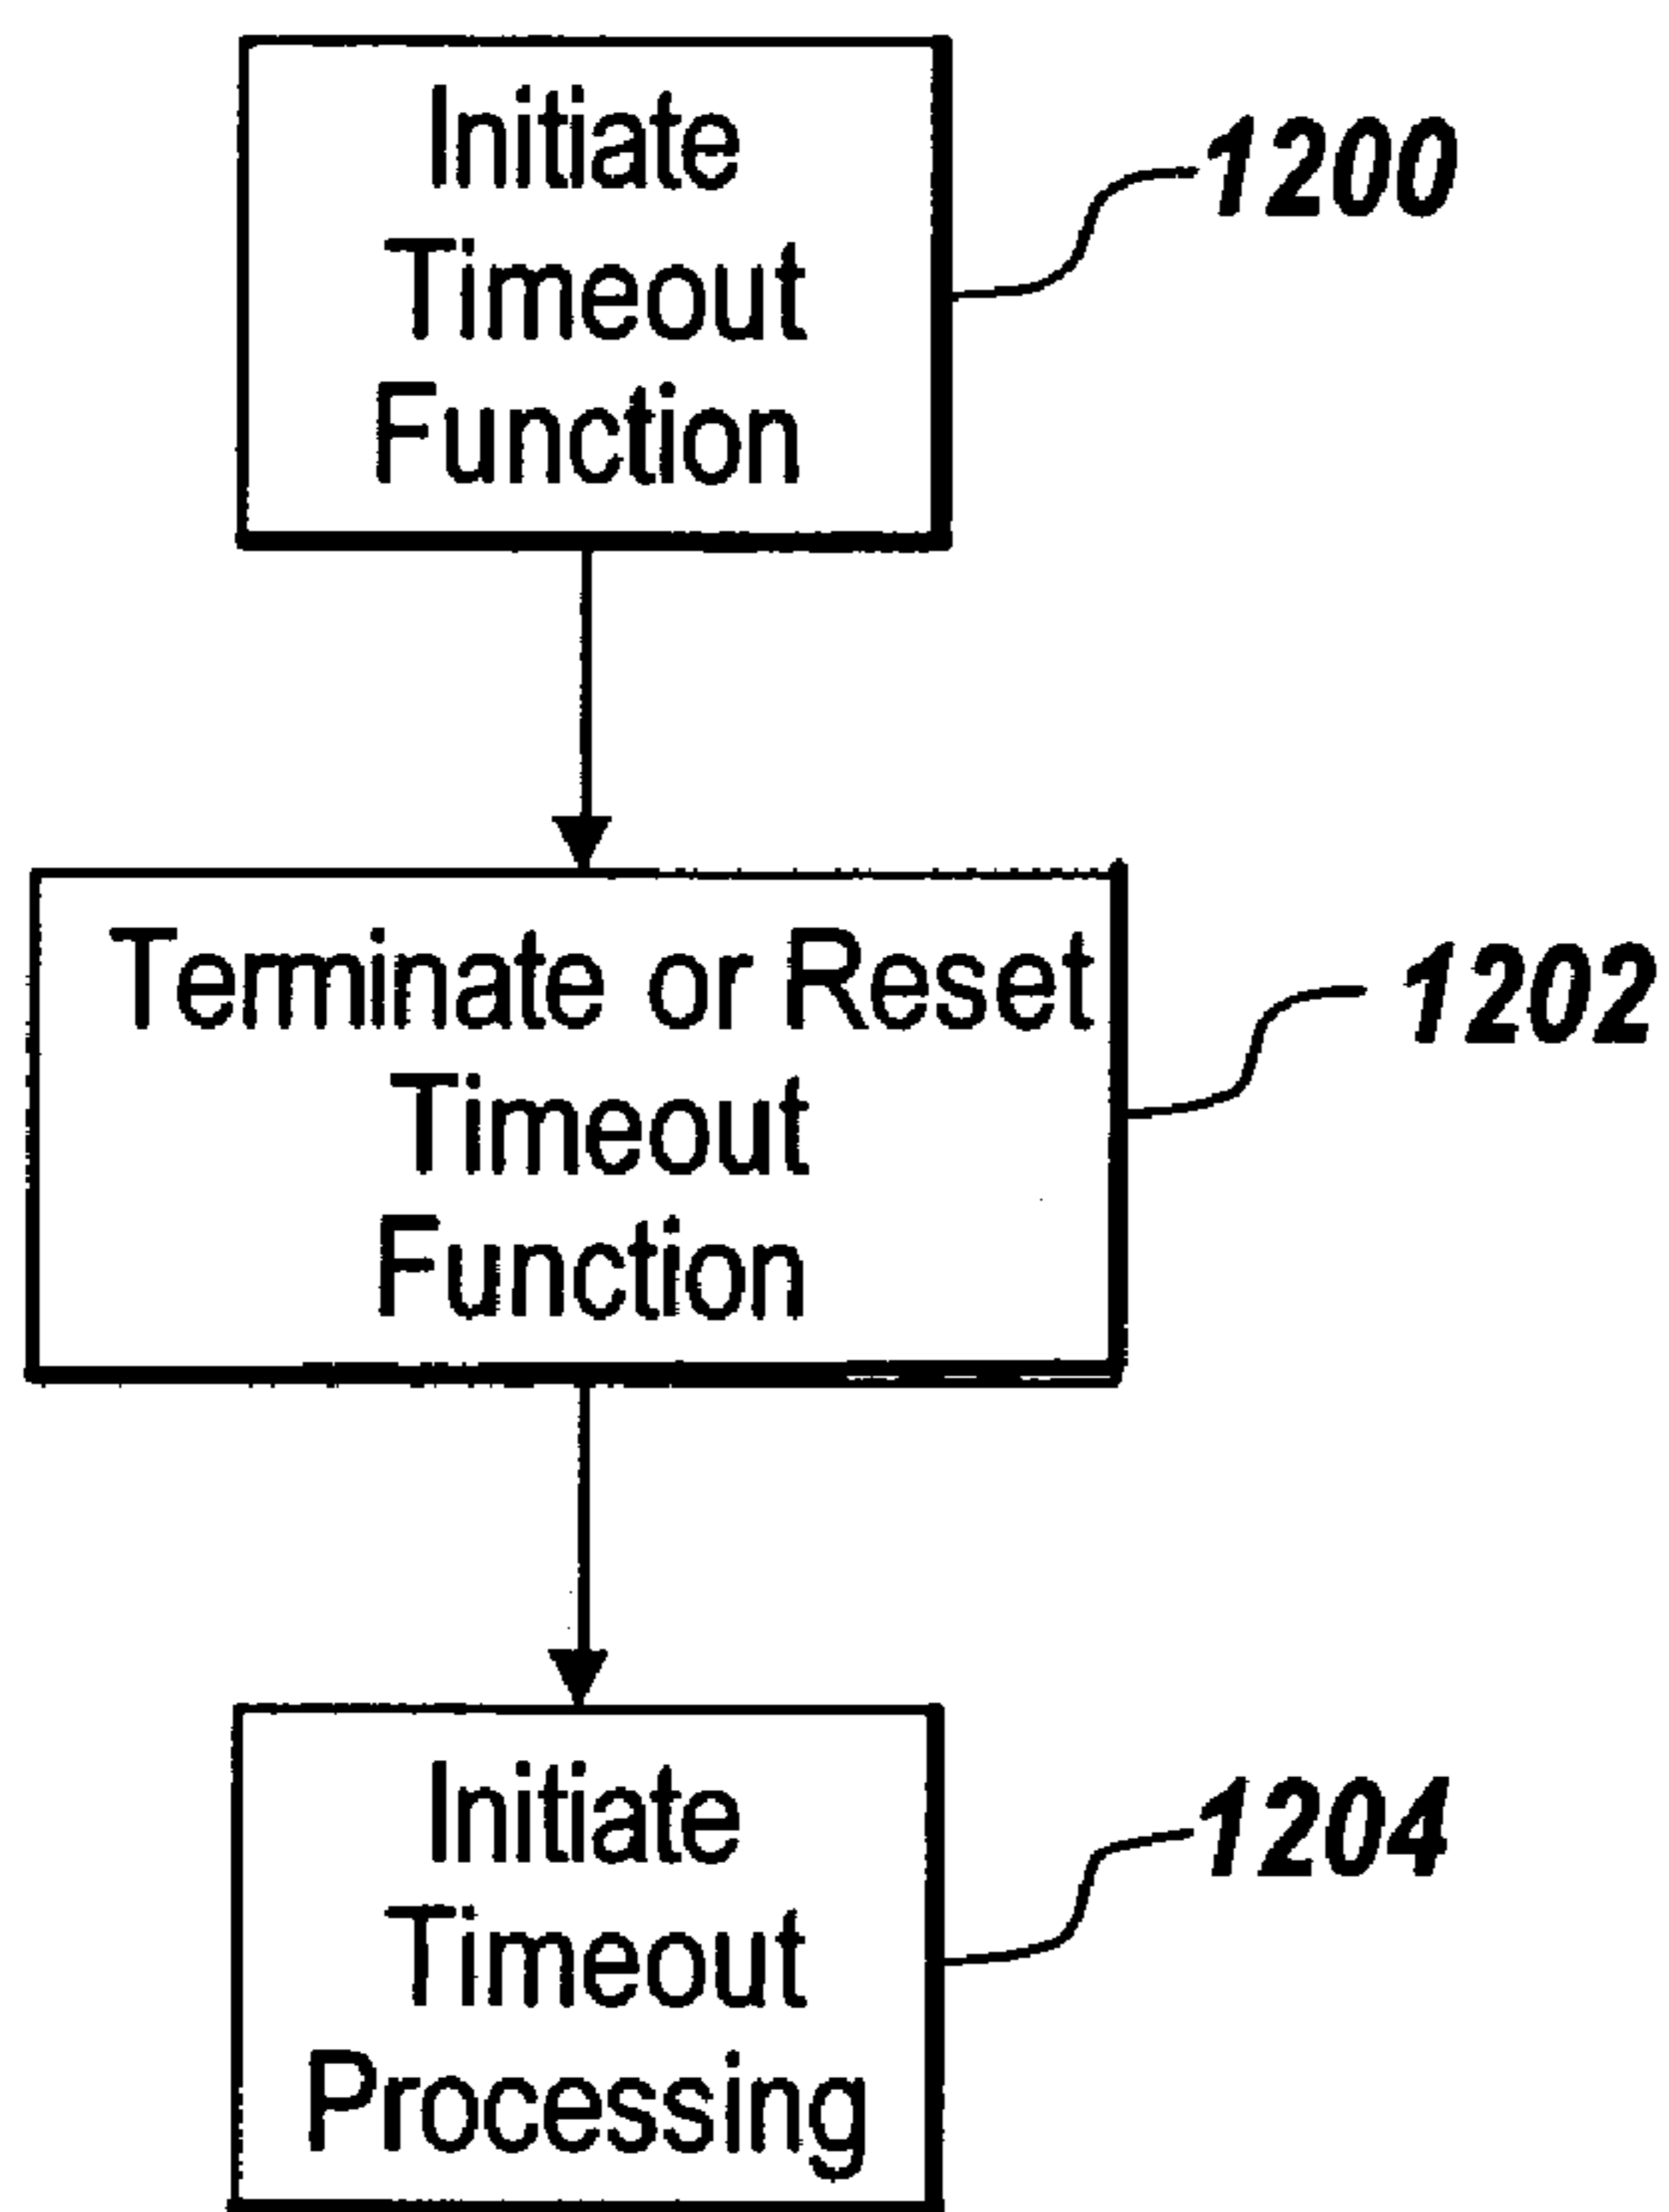 Initiate
Timeout
Function
1200
Terminate or Reset
Timeout
Function
1202
Initiate
Timeout
Processing
1204